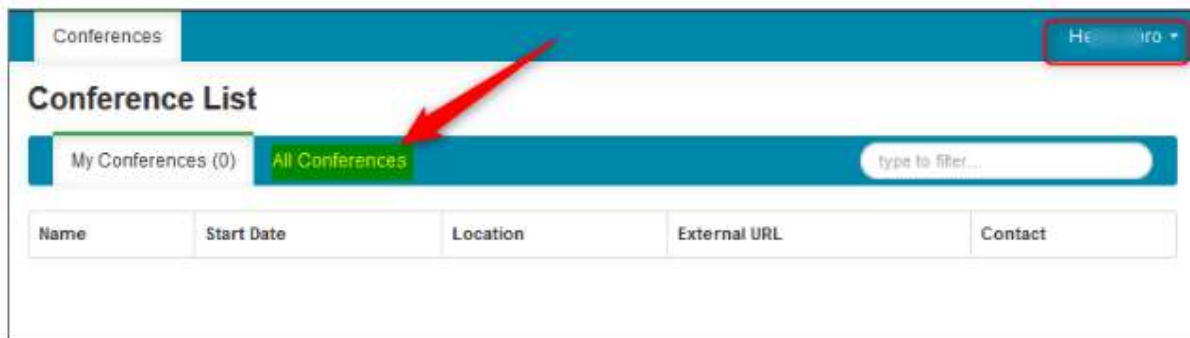 Conferences
Conference List
My Conferences (0) All Conferences type to filter...
Name Start Date Location External URL Contact